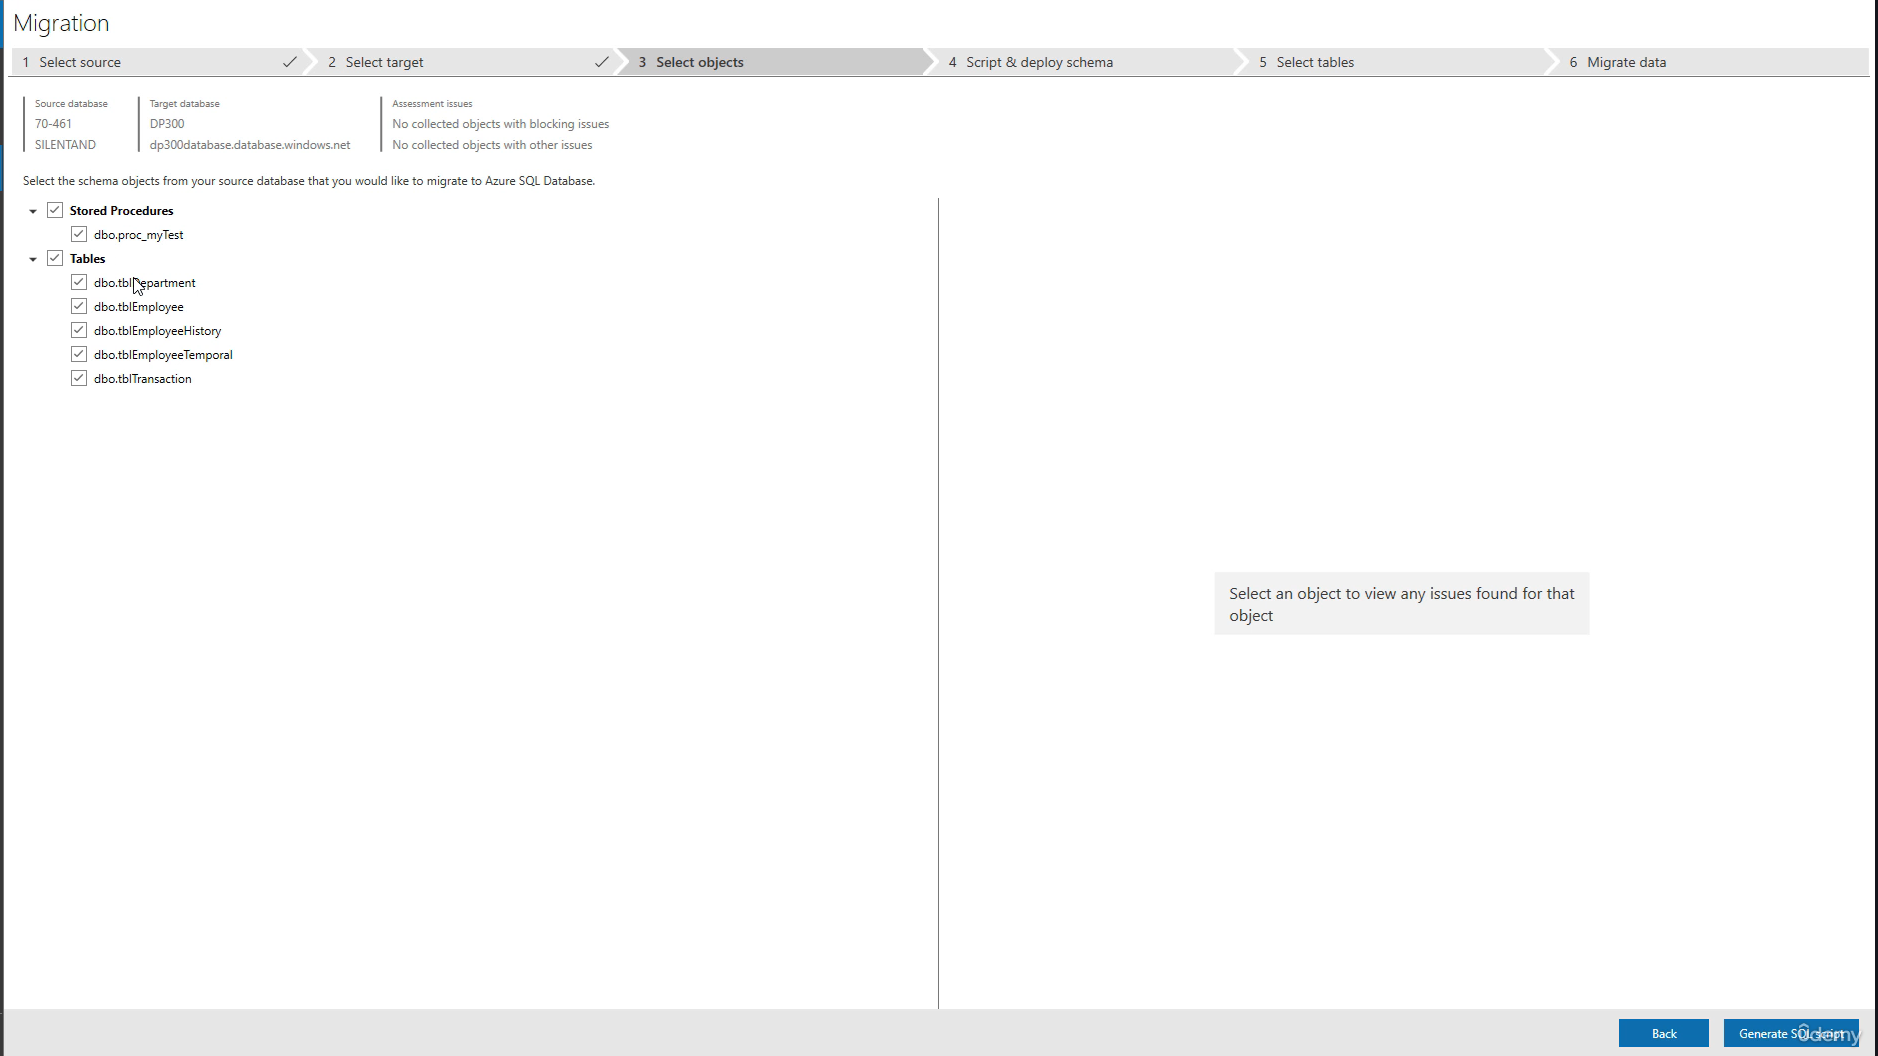 Migration
1 Select source
2 Select target
3 Select objects
4 Script & deploy schema
5 Select tables
6 Migrate data
Source database
70-461
SILENTAND
Target database
DP300
dp300database.database.windows.net
Assessment issues
No collected objects with blocking issues
No collected objects with other issues
Select the schema objects from your source database that you would like to migrate to Azure SQL Database.
Stored Procedures
dbo.proc_myTest
Tables
dbo.tblDepartment
dbo.tblEmployee
dbo.tblEmployeeHistory
dbo.tblEmployeeTemporal
dbo.tblTransaction
Select an object to view any issues found for that
object
Back
Generate SQL script
Udemy